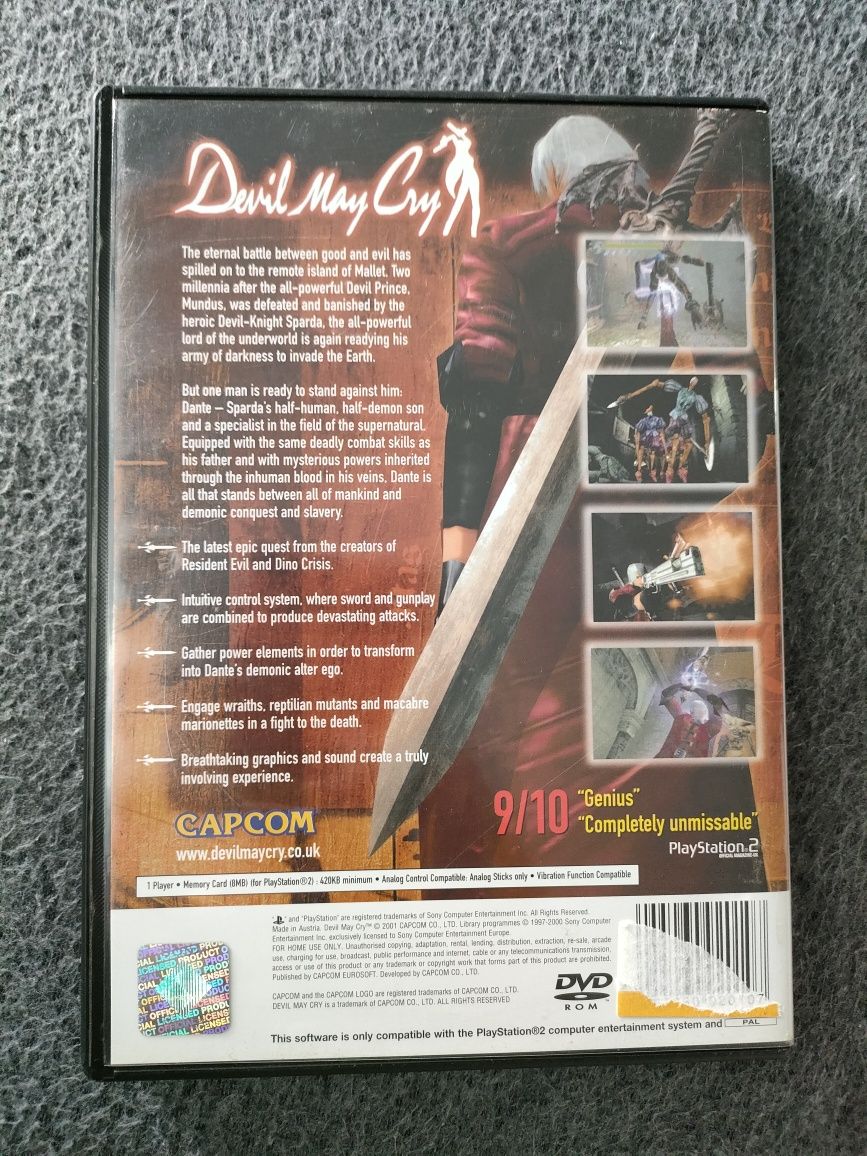 Devil May Cry
The eternal battle between good and evil has
spilled on to the remote island of Mallet. Two
millennia after the all-powerful Devil Prince,
Mundus, was defeated and banished by the
heroic Devil-Knight Sparda, the all-powerful
lord of the underworld is again readying his
army of darkness to invade the Earth.
But one man is ready to stand against him:
Dante – Sparda's half-human, half-demon son
and a specialist in the field of the supernatural.
Equipped with the same deadly combat skills as
his father and with mysterious powers inherited
through the inhuman blood in his veins, Dante is
all that stands between all of mankind and
demonic conquest and slavery.
The latest epic quest from the creators of
Resident Evil and Dino Crisis.
Intuitive control system, where sword and gunplay
are combined to produce devastating attacks.
Gather power elements in order to transform
into Dante's demonic alter ego.
Engage wraiths, reptilian mutants and macabre
marionettes in a fight to the death.
Breathtaking graphics and sound create a truly
involving experience.
CAPCOM
www.devilmaycry.co.uk
9/10 "Genius"
"Completely unmissable"
PlayStation 2
OFFICIAL MAGAZINE-UK
1 Player • Memory Card (8MB) (for PlayStation®2) : 420KB minimum • Analog Control Compatible: Analog Sticks only • Vibration Function Compatible
and "PlayStation" are registered trademarks of Sony Computer Entertainment Inc. All Rights Reserved.
Made in Austria. Devil May Cry™ © 2001 CAPCOM CO., LTD. Library programmes © 1997-2000 Sony Computer
Entertainment Inc. exclusively licensed to Sony Computer Entertainment Europe.
FOR HOME USE ONLY. Unauthorised copying, adaptation, rental, lending, distribution, extraction, re-sale, arcade
use, charging for use, broadcast, public performance and internet, cable or any telecommunications transmission,
access or use of this product or any trademark or copyright work that forms part of this product are prohibited.
Published by CAPCOM EUROSOFT. Developed by CAPCOM CO., LTD.
CAPCOM and the CAPCOM LOGO are registered trademarks of CAPCOM CO., LTD.
DEVIL MAY CRY is a trademark of CAPCOM CO., LTD. ALL RIGHTS RESERVED
DVD
ROM
OFFICIAL LICENSED PRODUCT
This software is only compatible with the PlayStation®2 computer entertainment system and PAL